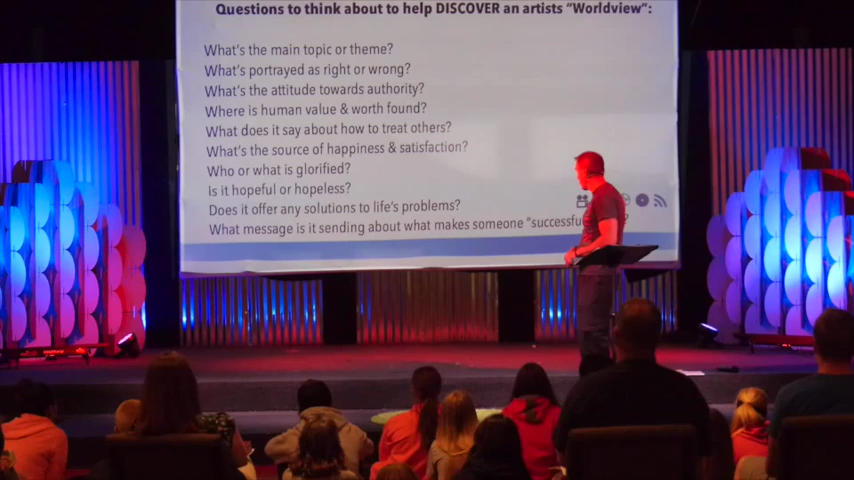 Questions to think about to help DISCOVER an artists “Worldview”:
What's the main topic or theme?
What's portrayed as right or wrong?
What's the attitude towards authority?
Where is human value & worth found?
What does it say about how to treat others?
What's the source of happiness & satisfaction?
Who or what is glorified?
Is it hopeful or hopeless?
Does it offer any solutions to life's problems?
What message is it sending about what makes someone “successfu ?